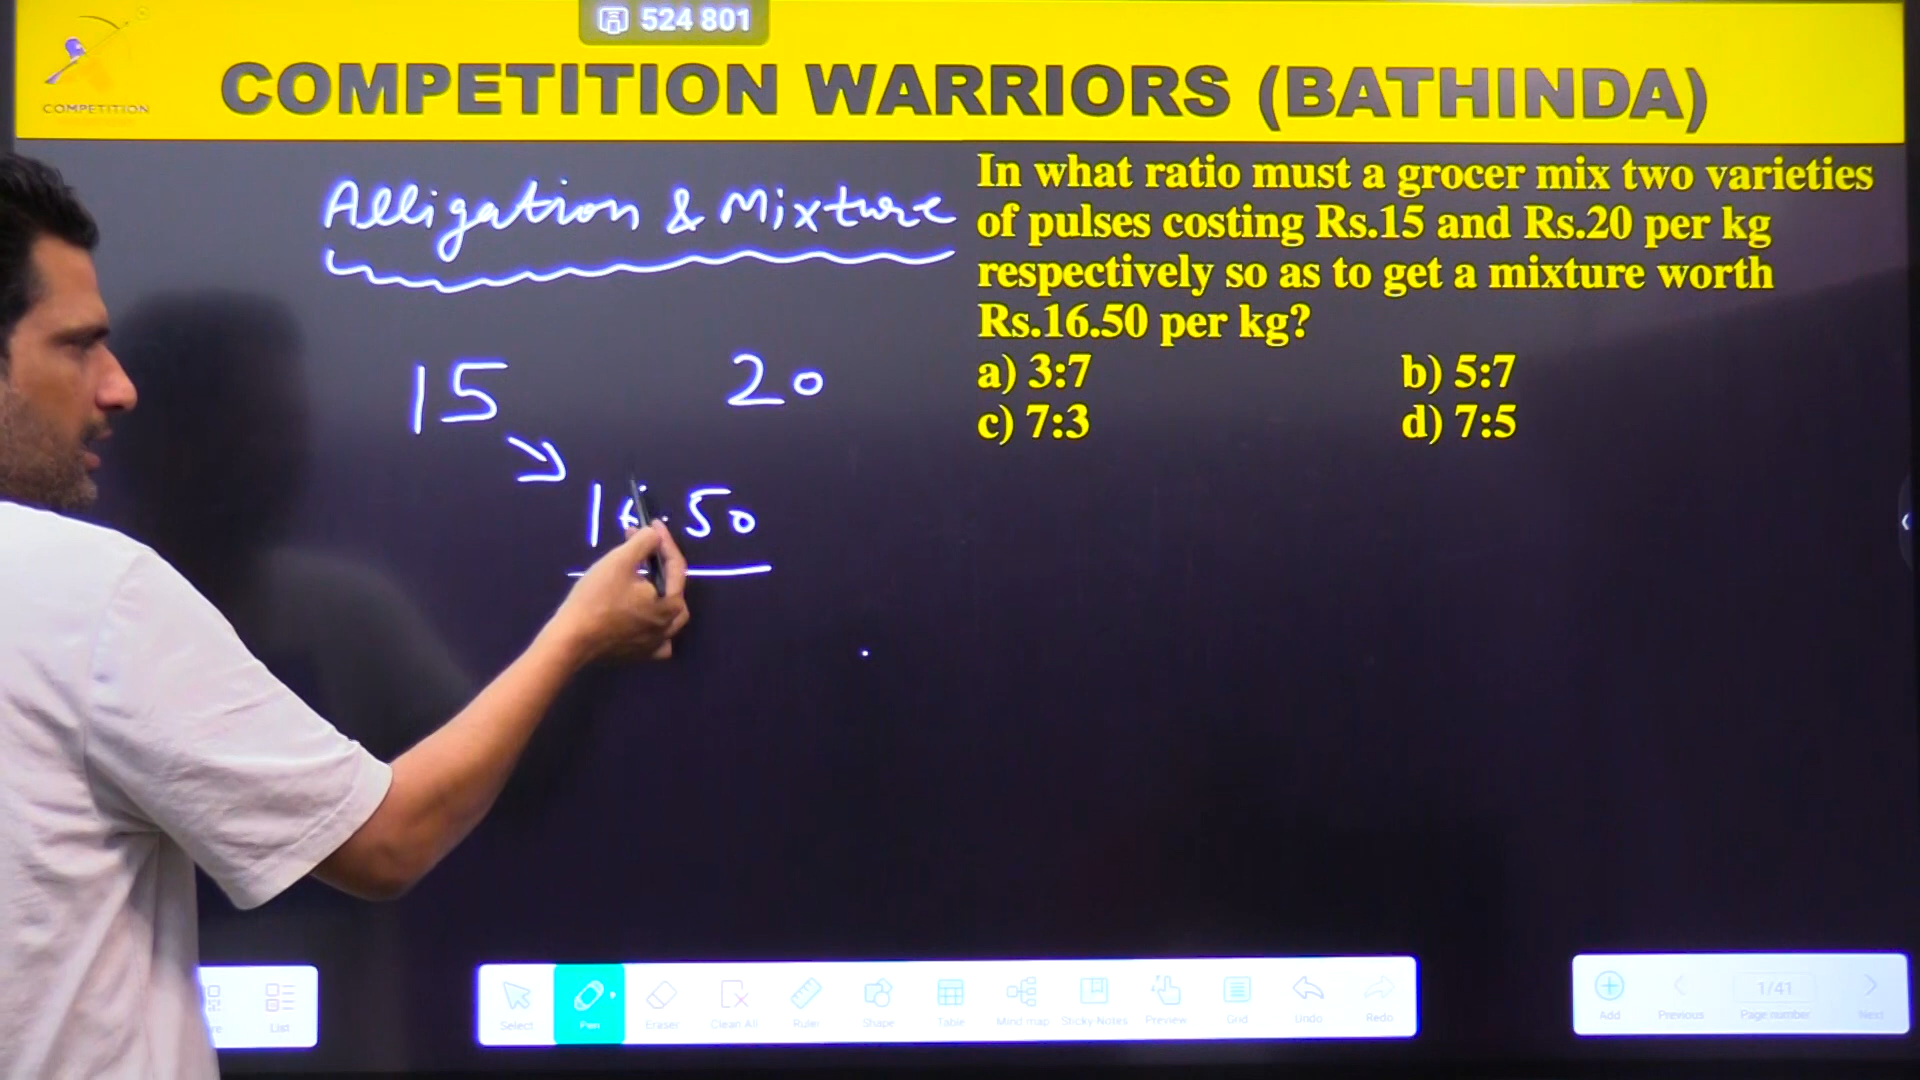 524 801
COMPETITION
COMPETITION WARRIORS (BATHINDA)
Alligation & Mixture
In what ratio must a grocer mix two varieties
of pulses costing Rs.15 and Rs.20 per kg
respectively so as to get a mixture worth
Rs.16.50 per kg?
a) 3:7 b) 5:7
c) 7:3 d) 7:5
15 20
16.50
List
Select Pen Eraser Clean All Ruler Shape Table Mind map Sticky Notes Preview Grid Undo Redo
Add Previous 1/41 Page number Next